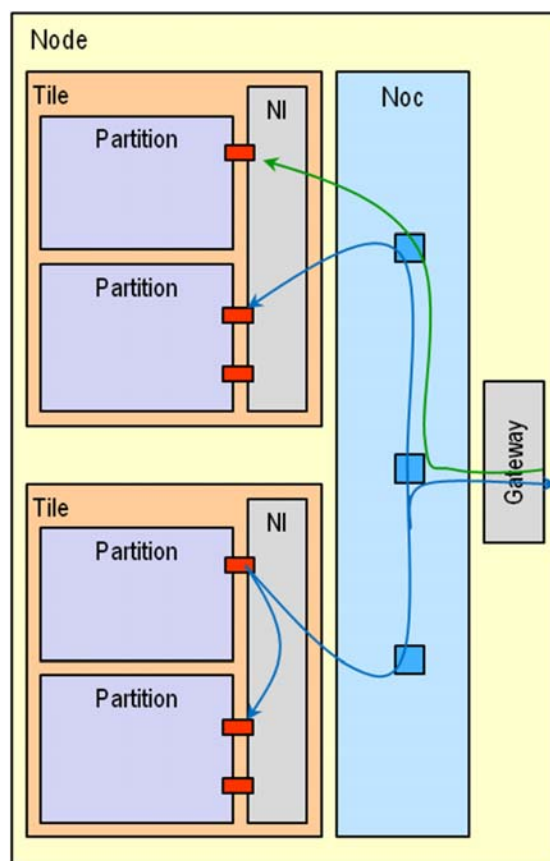 Node
Tile
NI
Partition
Partition
Noc
Gateway
Tile
NI
Partition
Partition